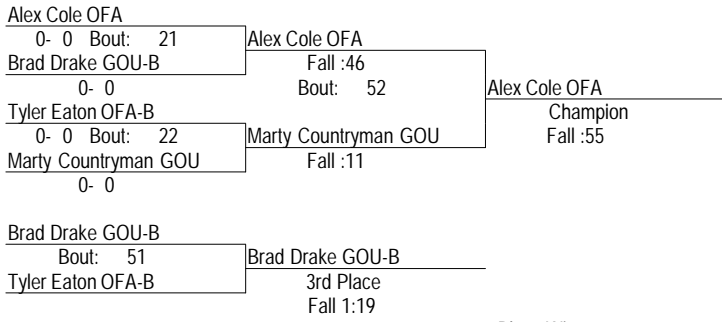 Alex Cole OFA
0- 0 Bout: 21
Alex Cole OFA
Brad Drake GOU-B
Fall :46
0- 0
Bout: 52
Alex Cole OFA
Tyler Eaton OFA-B
Champion
0- 0 Bout: 22
Marty Countryman GOU
Fall :55
Marty Countryman GOU
Fall :11
0- 0
Brad Drake GOU-B
Bout: 51
Brad Drake GOU-B
Tyler Eaton OFA-B
3rd Place
Fall 1:19